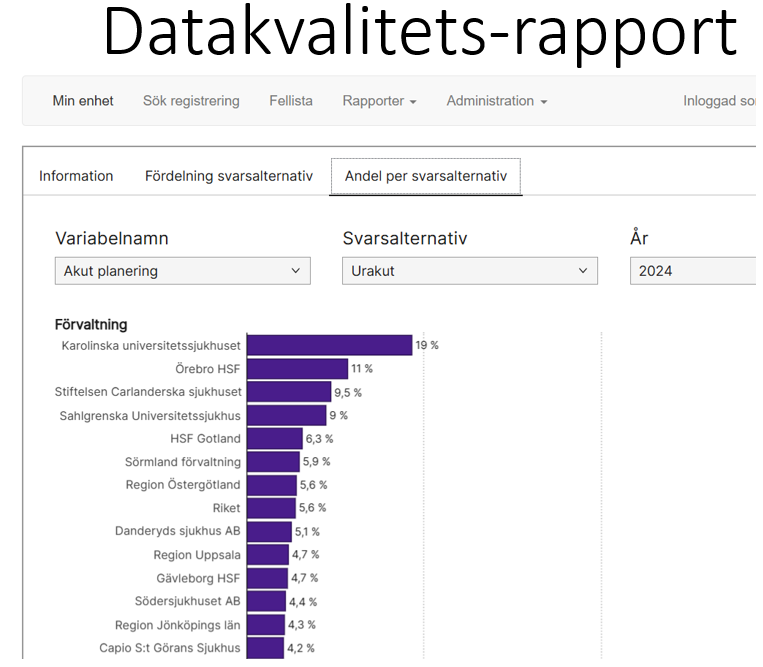 Datakvalitets-rapport
Min enhet Sök registrering Fellista Rapporter Administration Inloggad so
Information Fördelning svarsalternativ Andel per svarsalternativ
Variabelnamn Svarsalternativ År
Akut planering Urakut 2024
Förvaltning
Karolinska universitetssjukhuset 19 %
Örebro HSF 11 %
Stiftelsen Carlanderska sjukhuset 9,5 %
Sahlgrenska Universitetssjukhus 9 %
HSF Gotland 6,3 %
Sörmland förvaltning 5,9 %
Region Östergötland 5,6 %
Riket 5,6 %
Danderyds sjukhus AB 5,1 %
Region Uppsala 4,7 %
Gävleborg HSF 4,7 %
Södersjukhuset AB 4,4 %
Region Jönköpings län 4,3 %
Capio S:t Görans Sjukhus 4,2 %